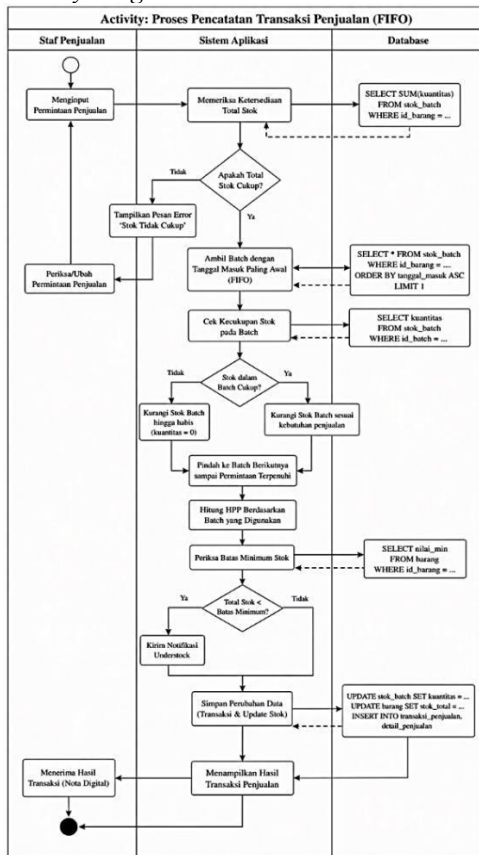 Activity: Proses Pencatatan Transaksi Penjualan (FIFO)
Staf Penjualan
Sistem Aplikasi
Database
Menginput
Permintaan Penjualan
Memeriksa Ketersediaan
Total Stok
SELECT SUM(kuantitas)
FROM stok_batch
WHERE id_barang = ...
Apakah Total
Stok Cukup?
Tidak
Ya
Tampilkan Pesan Error
'Stok Tidak Cukup'
Periksa/Ubah
Permintaan Penjualan
Ambil Batch dengan
Tanggal Masuk Paling Awal
(FIFO)
SELECT * FROM stok_batch
WHERE id_barang = ....
ORDER BY tanggal_masuk ASC
LIMIT 1
Cek Kecukupan Stok
pada Batch
SELECT kuantitas
FROM stok_batch
WHERE id_batch = ...
Tidak
Stok dalam
Batch Cukup?
Ya
Kurangi Stok Batch
hingga habis
(kuantitas = 0)
Kurangi Stok Batch sesuai
kebatuhan penjualan
Pindah ke Batch Berikutnya
sampai Permintaan Terpenuhi
Hitung HPP Berdasarkan
Batch yang Digunakan
Periksa Batas Minimum Stok
SELECT nilai_min
FROM barang
WHERE id_barang = ...
Ya
Total Stok <
Batas Minimum?
Tidak
Kirim Notifikasi
Understock
Simpan Perubuhan Data
(Transaksi & Update Stok)
UPDATE stok_batch SET kuantitas = ...
UPDATE barang SET stok_total = ...
INSERT INTO transaksi_penjualan,
detail_penjualan
Menerima Hasil
Transaksi (Nota Digital)
Menampilkan Hasil
Transaksi Penjualan